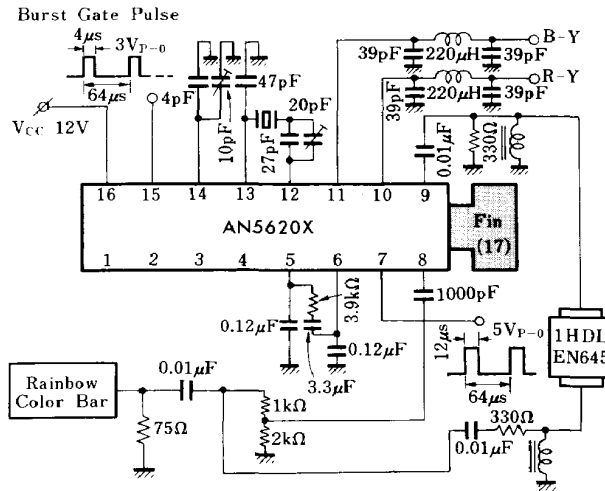 Burst Gate Pulse
4µs
3V P-0
64µs
VCC 12V
4pF
10pF
47pF
27pF
20pF
39pF
220µH
39pF
B-Y
R-Y
39pF
220µH
39pF
0.01µF
330Ω
16 15 14 13 12 11 10 9
AN5620X
Fin
(17)
1 2 3 4 5 6 7 8
3.9kΩ
0.12µF
3.3µF
0.12µF
1000pF
12µs
5V P-0
64µs
1HDL
EN645
Rainbow
Color Bar
0.01µF
75Ω
1kΩ
2kΩ
330Ω
0.01µF